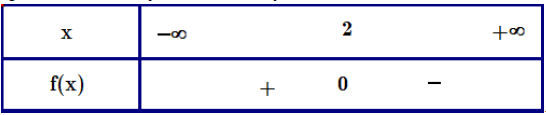 x −∞ 2 +∞
f(x) + 0 −